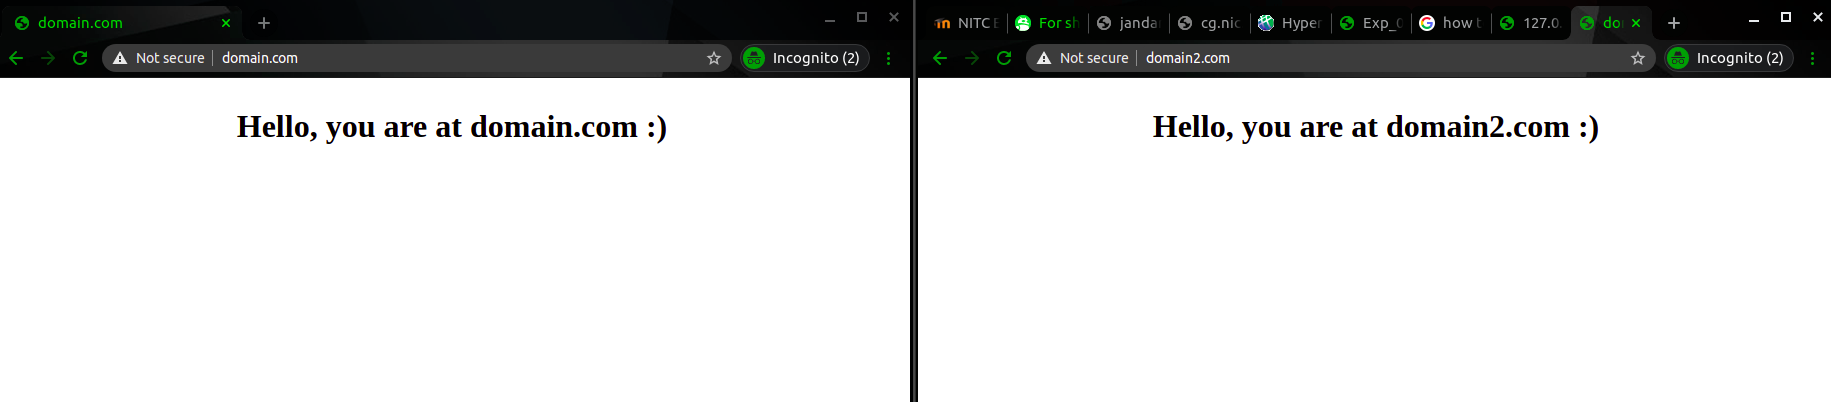 domain.com
Not secure | domain.com
Incognito (2)
Hello, you are at domain.com :)
NITC E
For sh
janda
cg.nic
Hyper
Exp_0
how t
127.0.
do
Not secure | domain2.com
Incognito (2)
Hello, you are at domain2.com :)